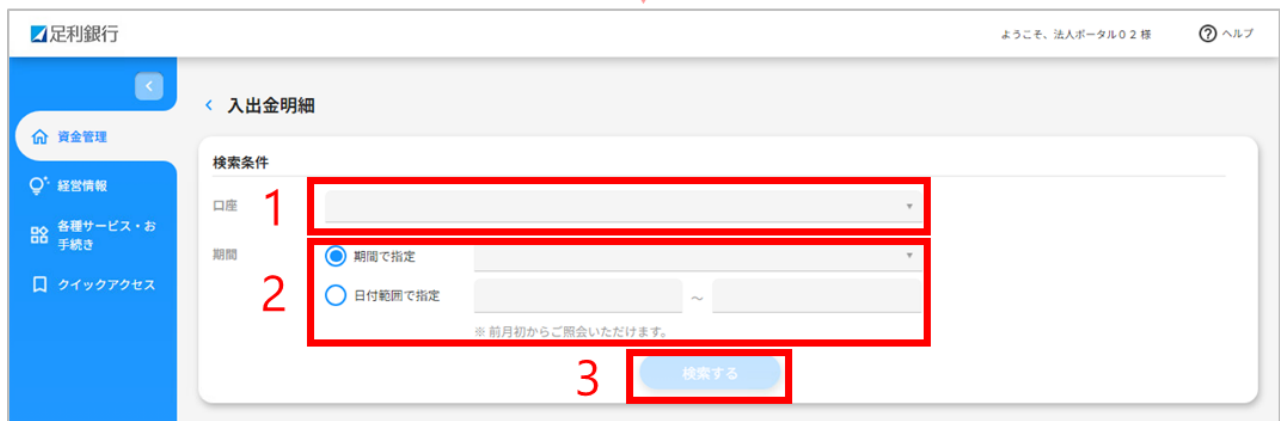 足利銀行
ようこそ、法人ポータル02様
ヘルプ
入出金明細
資金管理
経営情報
各種サービス・お
手続き
クイックアクセス
検索条件
口座
1
期間
2
期間で指定
日付範囲で指定
～
※ 前月初からご照会いただけます。
3
検索する